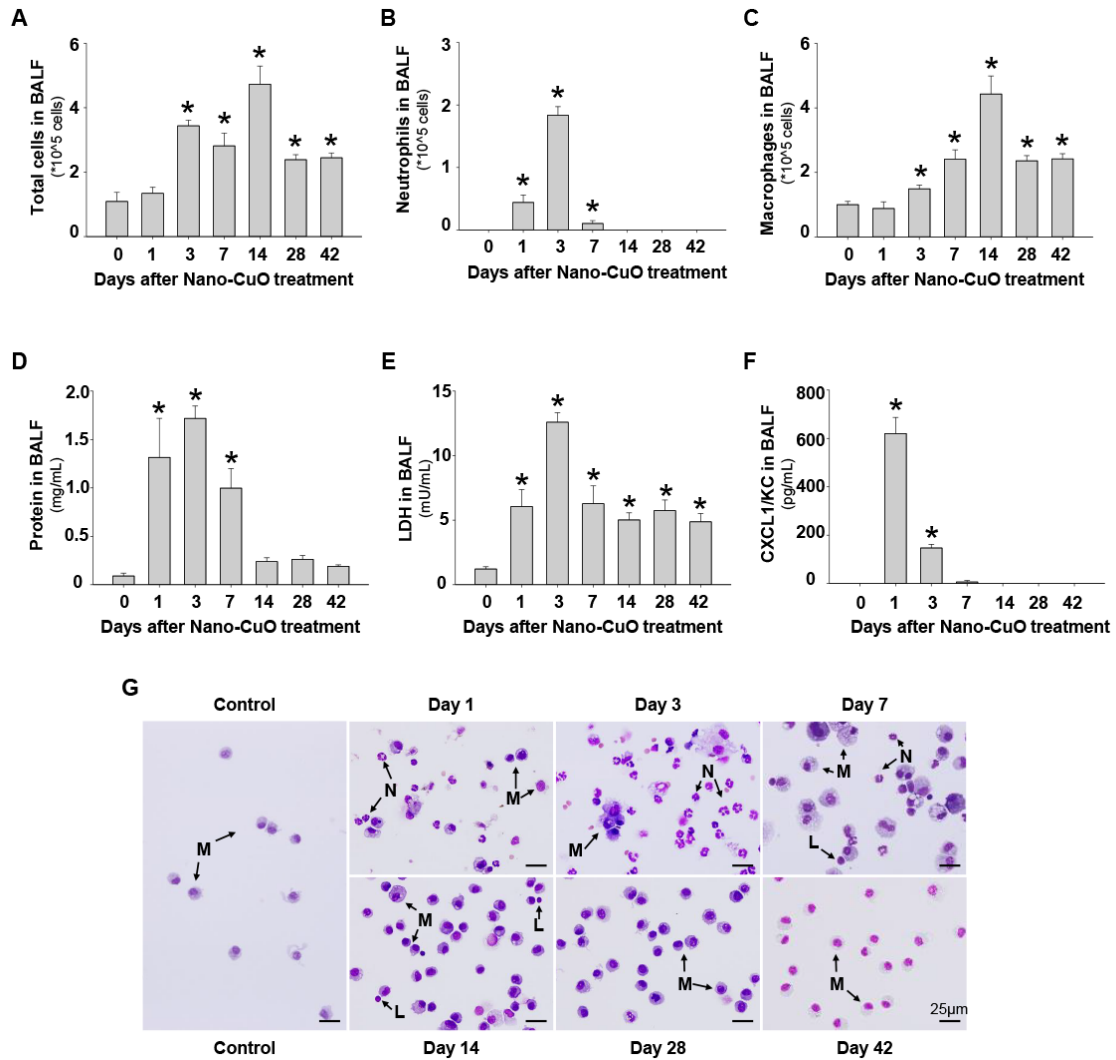 A
Total cells in BALF
(*10^5 cells)
6
4
2
0
* * * * *
0 1 3 7 14 28 42
Days after Nano-CuO treatment
B
Neutrophils in BALF
(*10^5 cells)
3
2
1
0
* * *
0 1 3 7 14 28 42
Days after Nano-CuO treatment
C
Macrophages in BALF
(*10^5 cells)
6
4
2
0
* * * * *
0 1 3 7 14 28 42
Days after Nano-CuO treatment
D
Protein in BALF
(mg/mL)
2.0
1.5
1.0
0.5
0
* * *
0 1 3 7 14 28 42
Days after Nano-CuO treatment
E
LDH in BALF
(mU/mL)
15
10
5
0
* * * * * *
0 1 3 7 14 28 42
Days after Nano-CuO treatment
F
CXCL1/KC in BALF
(pg/mL)
800
600
400
200
0
* *
0 1 3 7 14 28 42
Days after Nano-CuO treatment
G
Control Day 1 Day 3 Day 7
M
N
M
N
M
M
N
L
M
L
L
M
M
25μm
Control Day 14 Day 28 Day 42